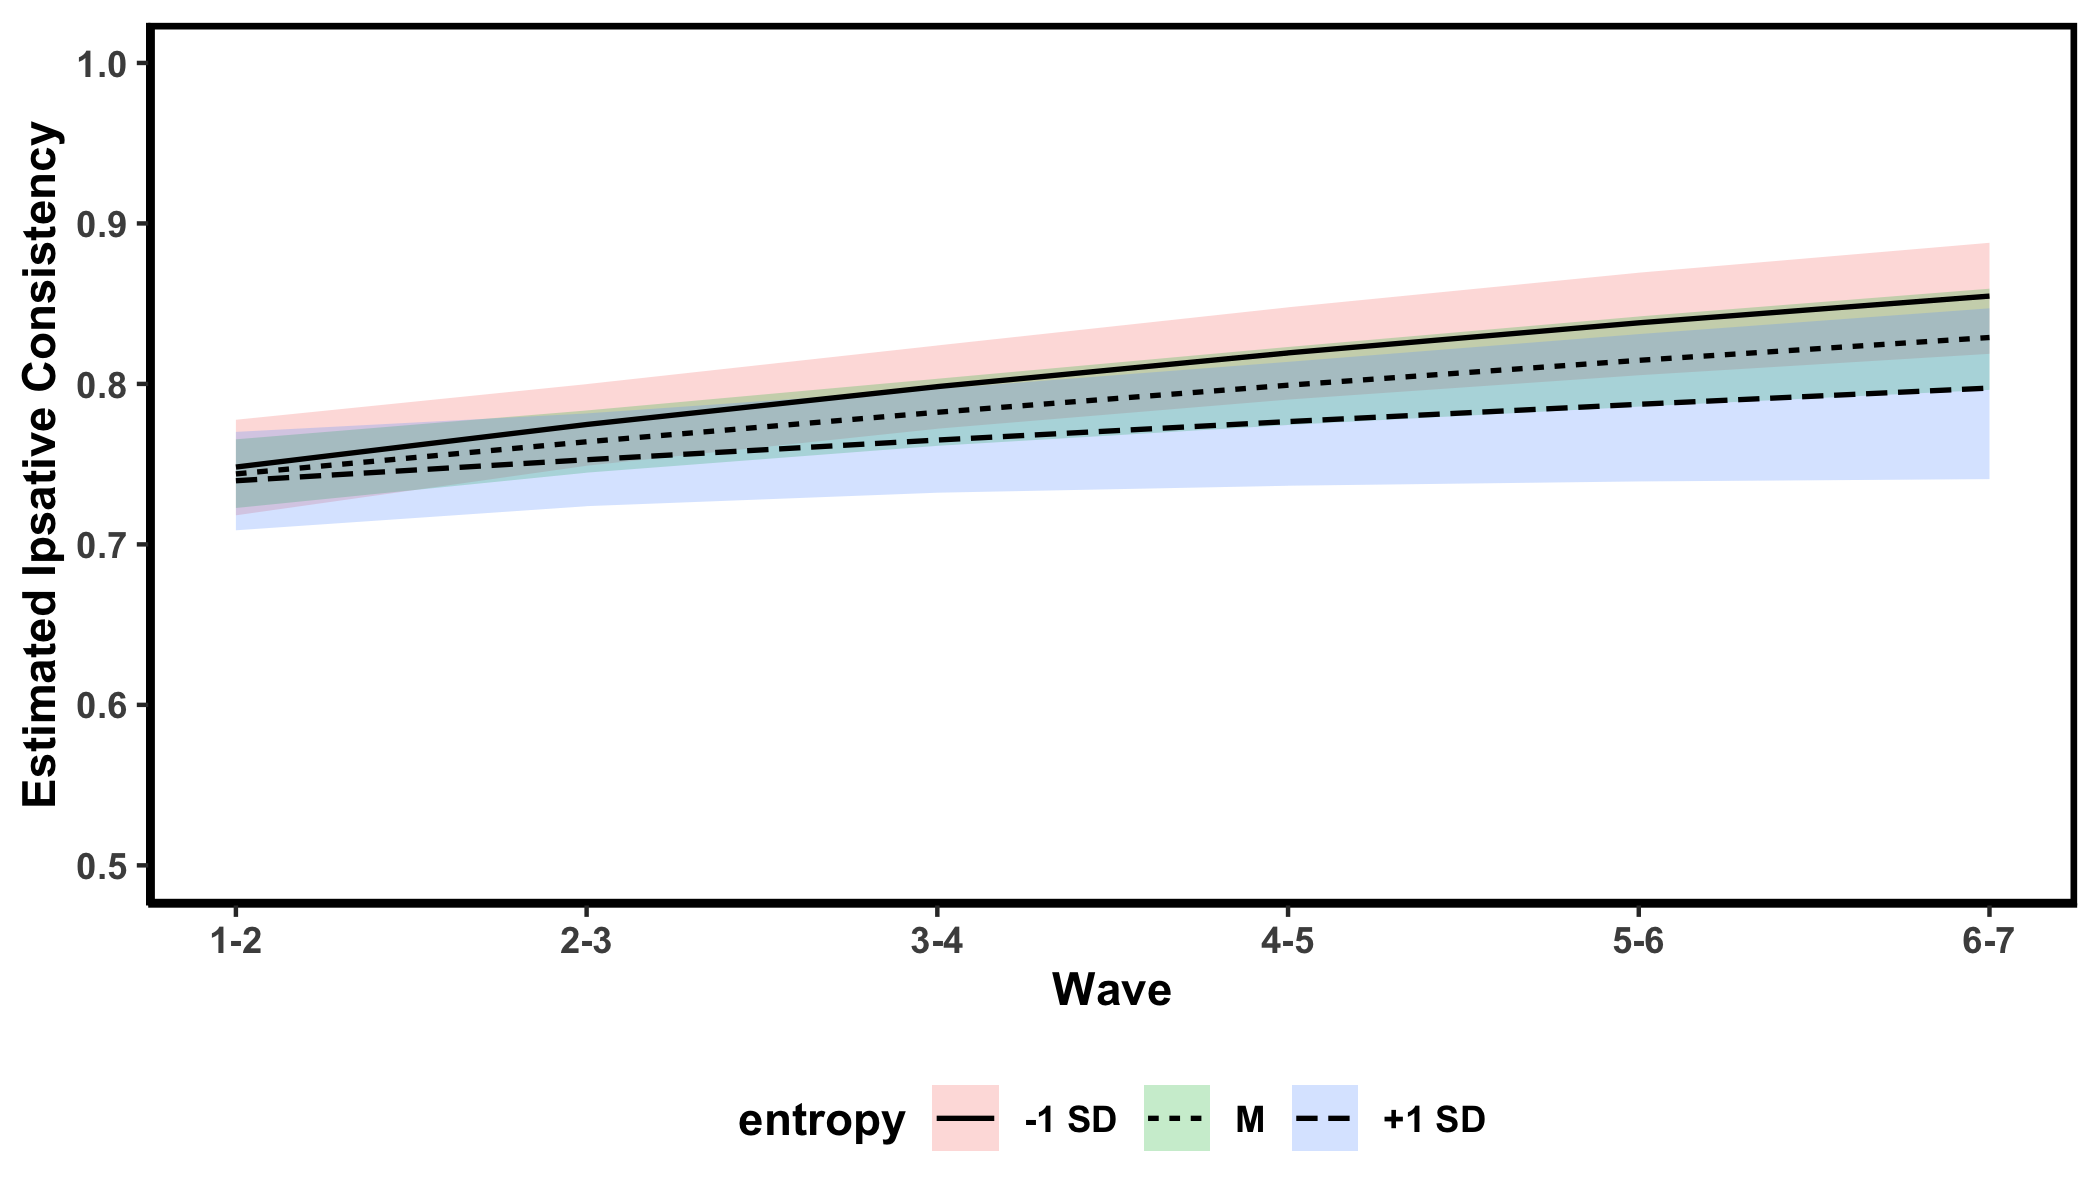 Estimated Ipsative Consistency
1.0
0.9
0.8
0.7
0.6
0.5
1-2 2-3 3-4 4-5 5-6 6-7
Wave
entropy -1 SD M +1 SD